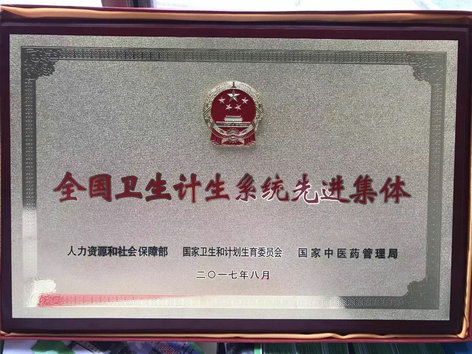 全国卫生计生系统先进集体
人力资源和社会保障部 国家卫生和计划生育委员会 国家中医药管理局
二〇一七年八月